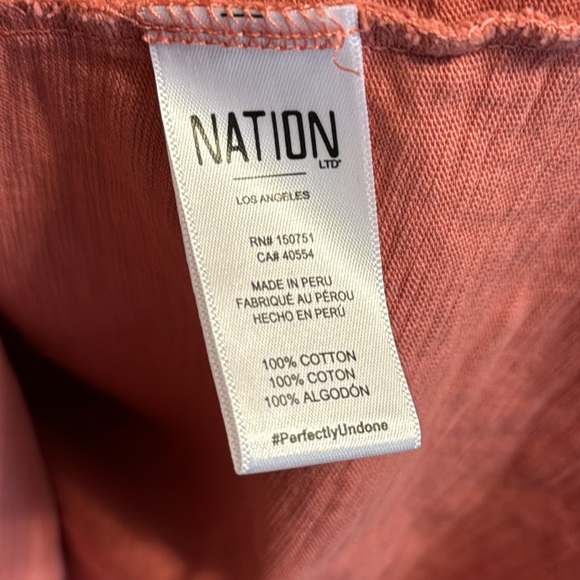 NATION
LTD
LOS ANGELES
RN# 150751
CA# 40554
MADE IN PERU
FABRIQUÉ AU PÉROU
HECHO EN PERÚ
100% COTTON
100% COTON
100% ALGODÓN
#PerfectlyUndone